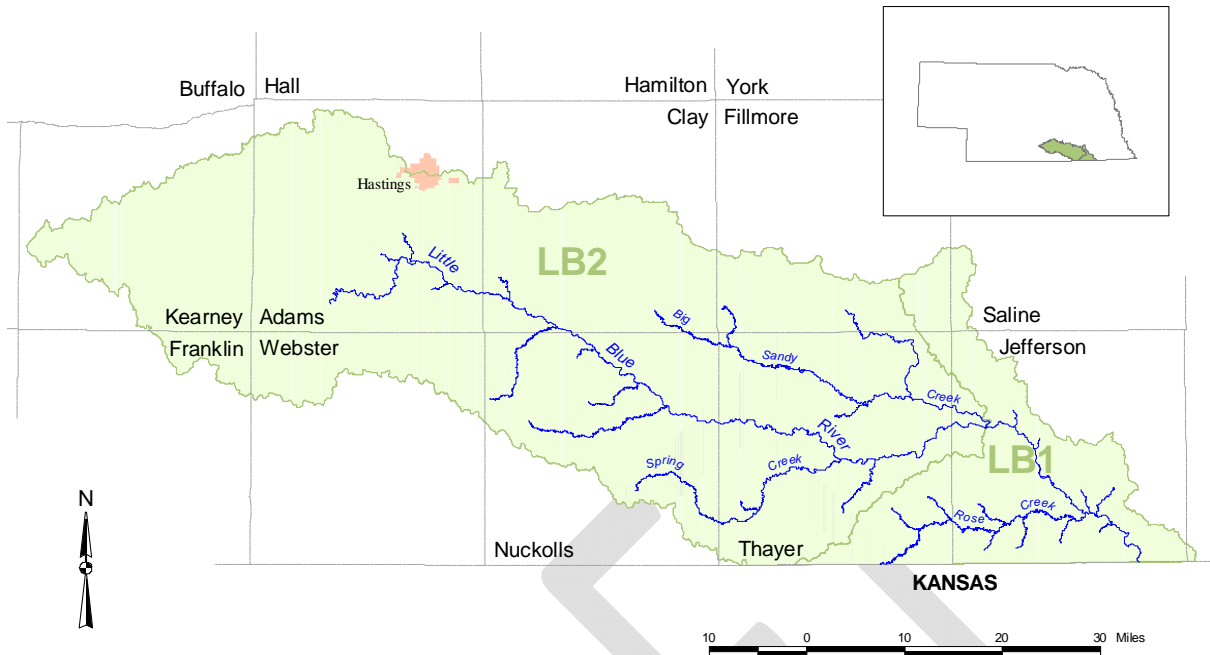 Buffalo Hall
Hamilton York
Clay Fillmore
Hastings
Little
LB2
Kearney Adams
Franklin Webster
Big
Sandy
Saline
Jefferson
Blue
Creek
River
Spring
Creek
LB1
Rose
Creek
N
Nuckolls
Thayer
KANSAS
10 0 10 20 30 Miles